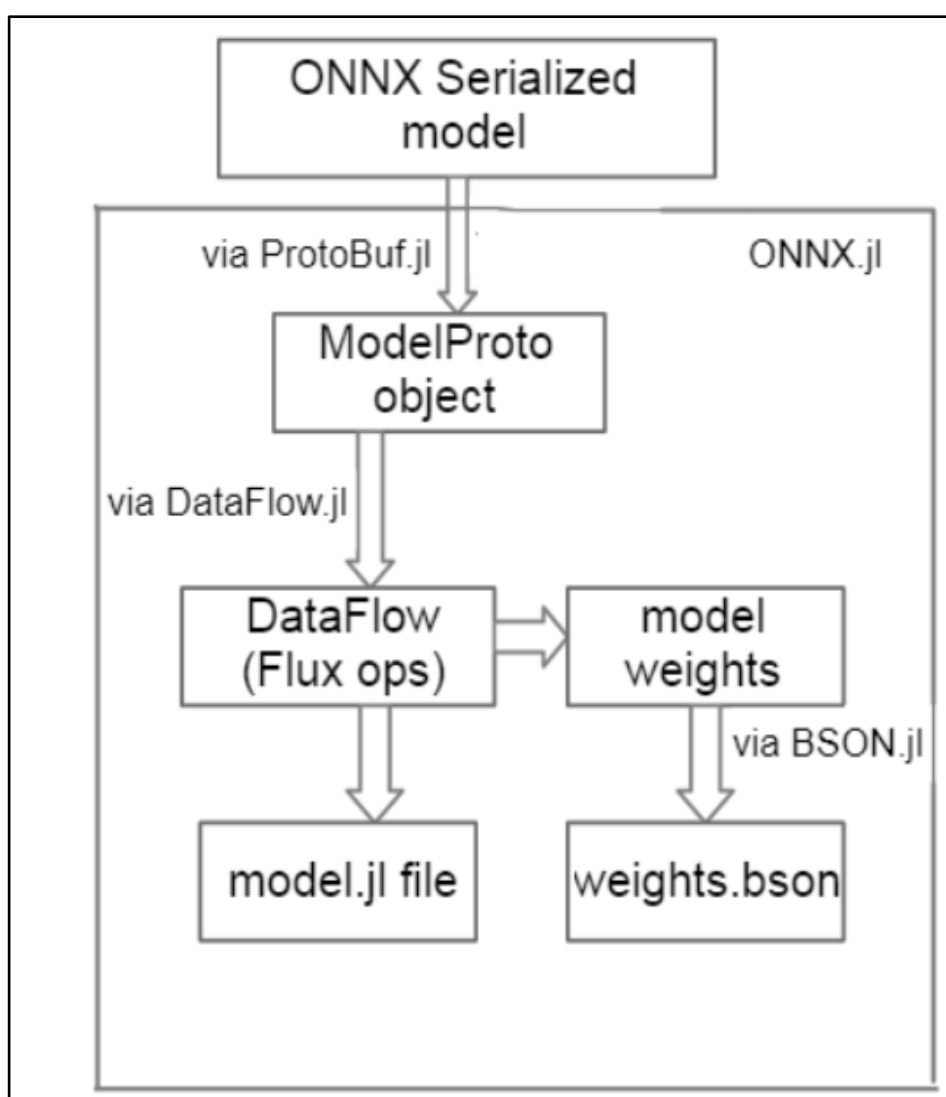 ONNX Serialized
model
via ProtoBuf.jl
ONNX.jl
ModelProto
object
via DataFlow.jl
DataFlow
(Flux ops)
model
weights
via BSON.jl
model.jl file
weights.bson